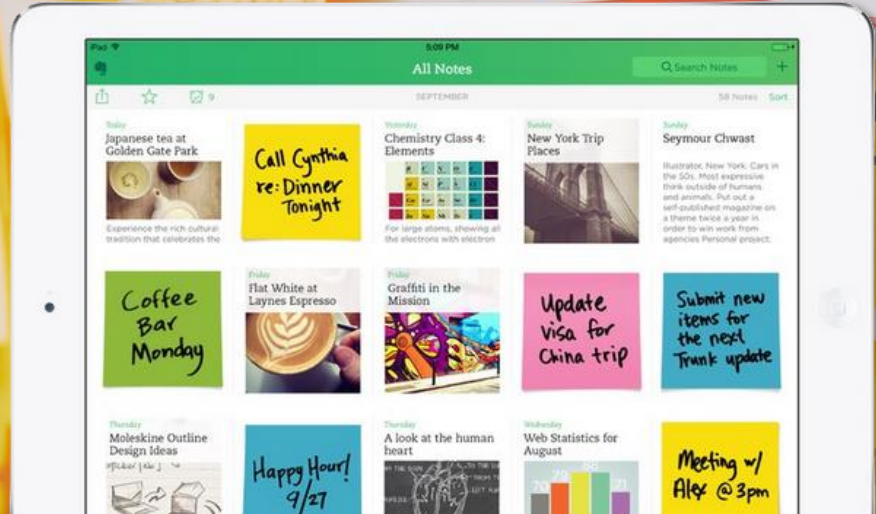 iPad
5:09 PM
All Notes
Search Notes
9
SEPTEMBER
58 Notes Sort
Today
Japanese tea at
Golden Gate Park
Experience the rich cultural
tradition that celebrates the
Call Cynthia
re: Dinner
Tonight
Yesterday
Chemistry Class 4:
Elements
For large atoms, showing all
the electrons with electron
Sunday
New York Trip
Places
Sunday
Seymour Chwast
Illustrator, New York. Cars in
the 50s. Most expressive
think outside of humans
and animals. Put out a
self-published magazine on
a theme twice a year in
order to win work from
agencies Personal project:
Coffee
Bar
Monday
Friday
Flat White at
Laynes Espresso
Friday
Graffiti in the
Mission
Update
visa for
China trip
Submit new
items for
the next
Trunk update
Thursday
Moleskine Outline
Design Ideas
Happy Hour!
9/27
Thursday
A look at the human
heart
Wednesday
Web Statistics for
August
70
79
88
71
Meeting w/
Alex @ 3pm